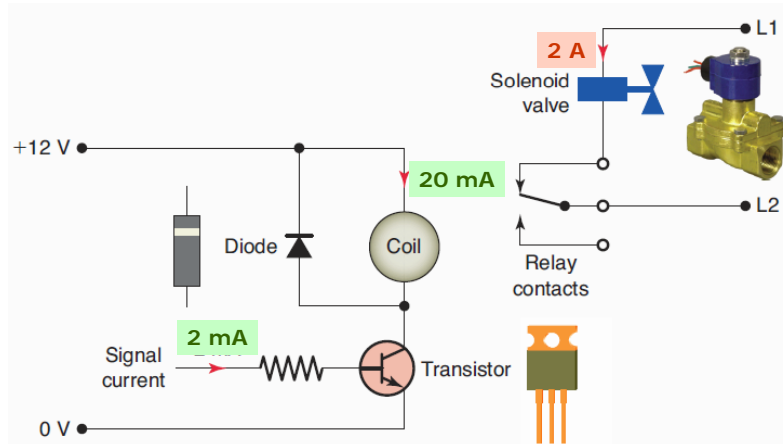 L1
2 A
Solenoid
valve
+12 V
20 mA
L2
Diode
Coil
Relay
contacts
2 mA
Signal
current
Transistor
0 V